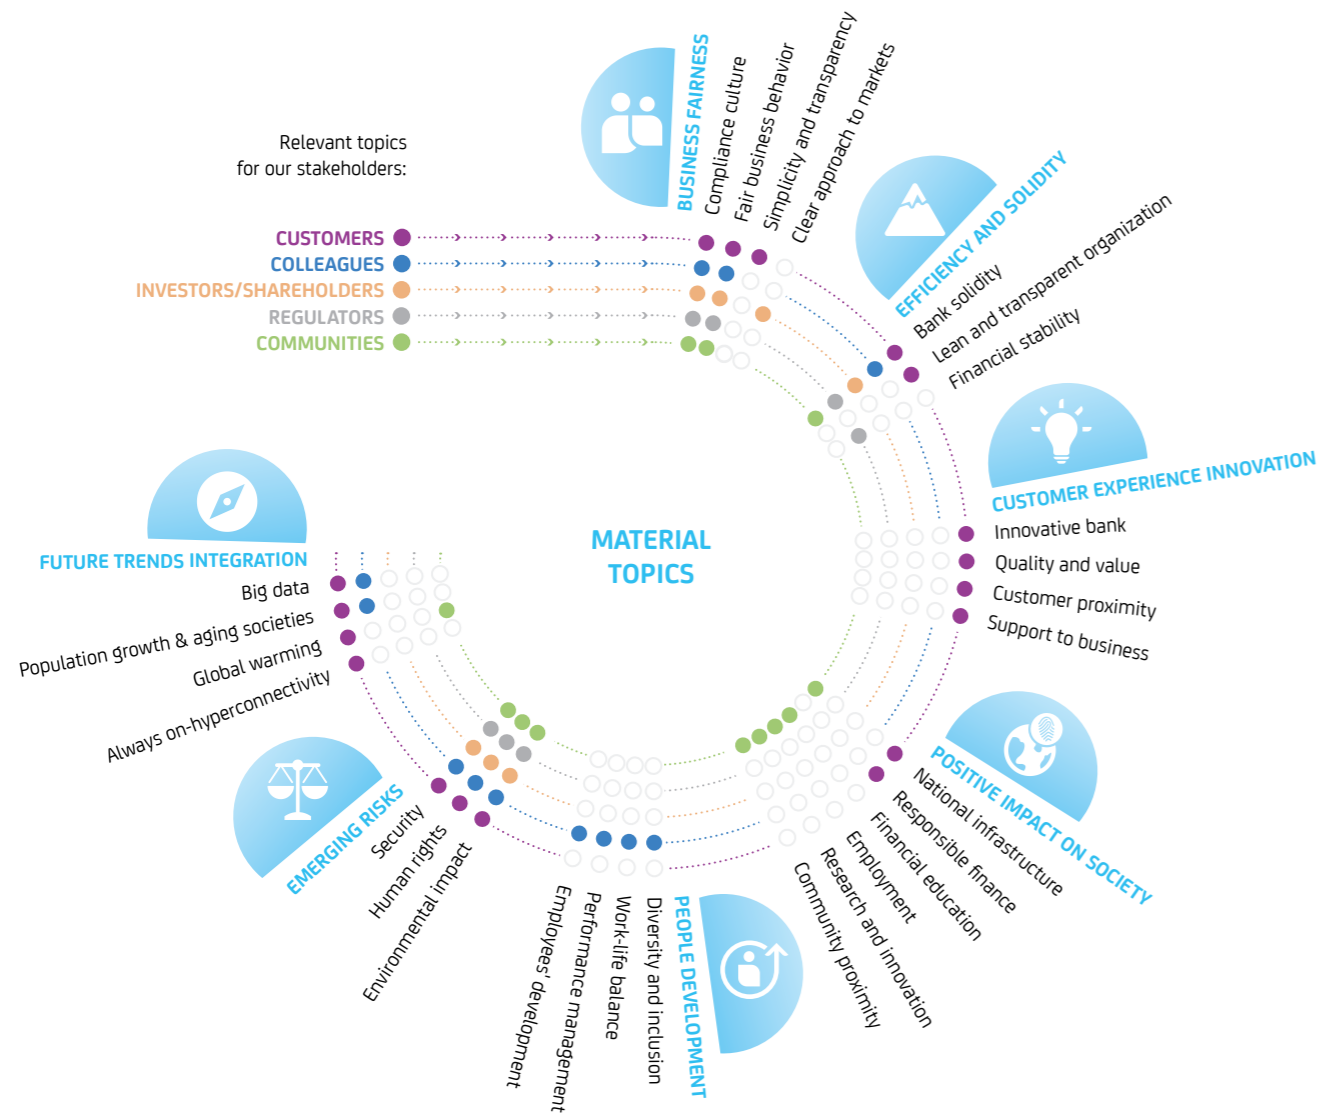 Relevant topics
for our stakeholders:
CUSTOMERS
COLLEAGUES
INVESTORS/SHAREHOLDERS
REGULATORS
COMMUNITIES
MATERIAL
TOPICS
BUSINESS FAIRNESS
Compliance culture
Fair business behavior
Simplicity and transparency
Clear approach to markets
EFFICIENCY AND SOLIDITY
Bank solidity
Lean and transparent organization
Financial stability
CUSTOMER EXPERIENCE INNOVATION
Innovative bank
Quality and value
Customer proximity
Support to business
POSITIVE IMPACT ON SOCIETY
National infrastructure
Responsible finance
Financial education
Employment
Research and innovation
Community proximity
PEOPLE DEVELOPMENT
Diversity and inclusion
Work-life balance
Performance management
Employees' development
EMERGING RISKS
Environmental impact
Human rights
Security
FUTURE TRENDS INTEGRATION
Big data
Population growth & aging societies
Global warming
Always on-hyperconnectivity